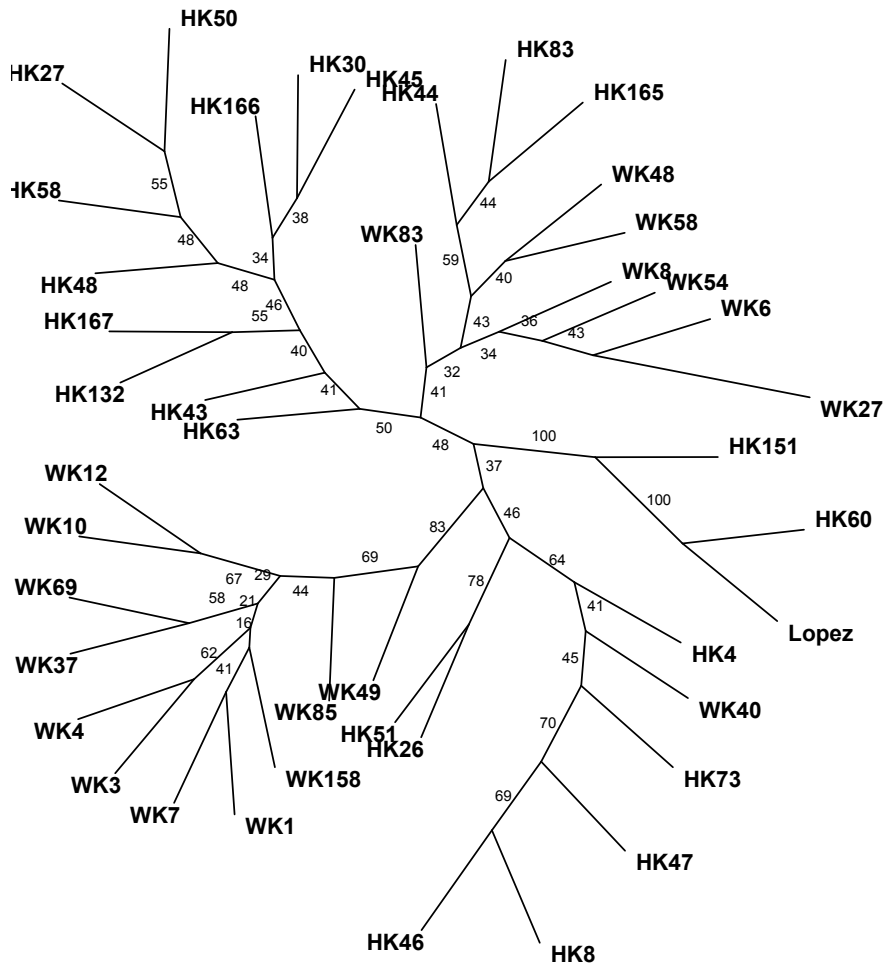 HK50
HK83
HK30
HK27
HK45
HK44
HK165
HK166
WK48
55
38
44
HK58
WK58
48
WK83
34
59
40
WK8
HK48
48
WK54
46
WK6
HK167
55
43
36
43
40
34
32
HK132
41
41
HK43
WK27
HK63
50
48
100
HK151
37
WK12
100
46
HK60
WK10
83
69
64
67
29
44
78
WK69
58
21
41
16
Lopez
62
HK4
WK37
41
45
WK49
WK85
WK40
WK4
HK51
70
HK26
WK158
HK73
WK3
69
WK7
WK1
HK47
HK46
HK8